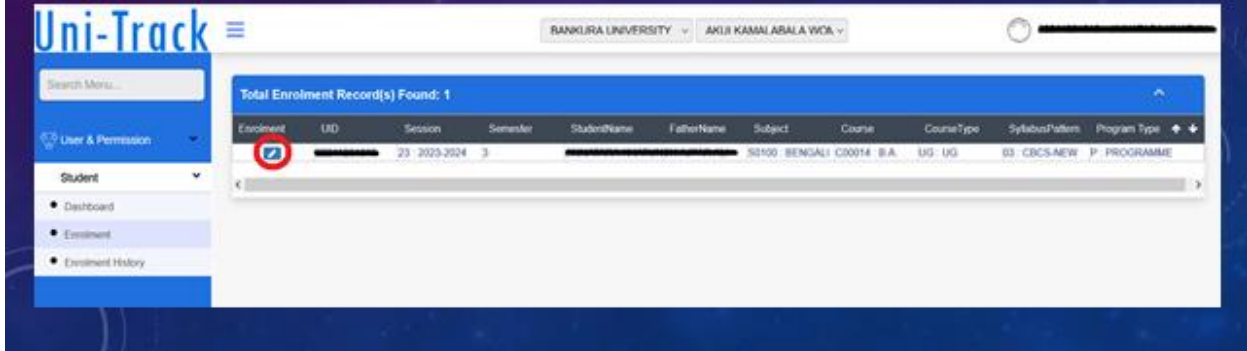 Uni-Track
BANKURA UNIVERSITY AKUI KAMALABALA WOM
Search Menu...
Total Enrolment Record(s) Found: 1
User & Permission
Enrolment UID Session Semester StudentName FatherName Subject Course CourseType SyllabusPattern Program Type
23 : 2023-2024 3 S0100 : BENGALI C00014 : B.A. UG : UG 03 : CBCS-NEW P : PROGRAMME
Student
Dashboard
Enrolment
Enrolment History